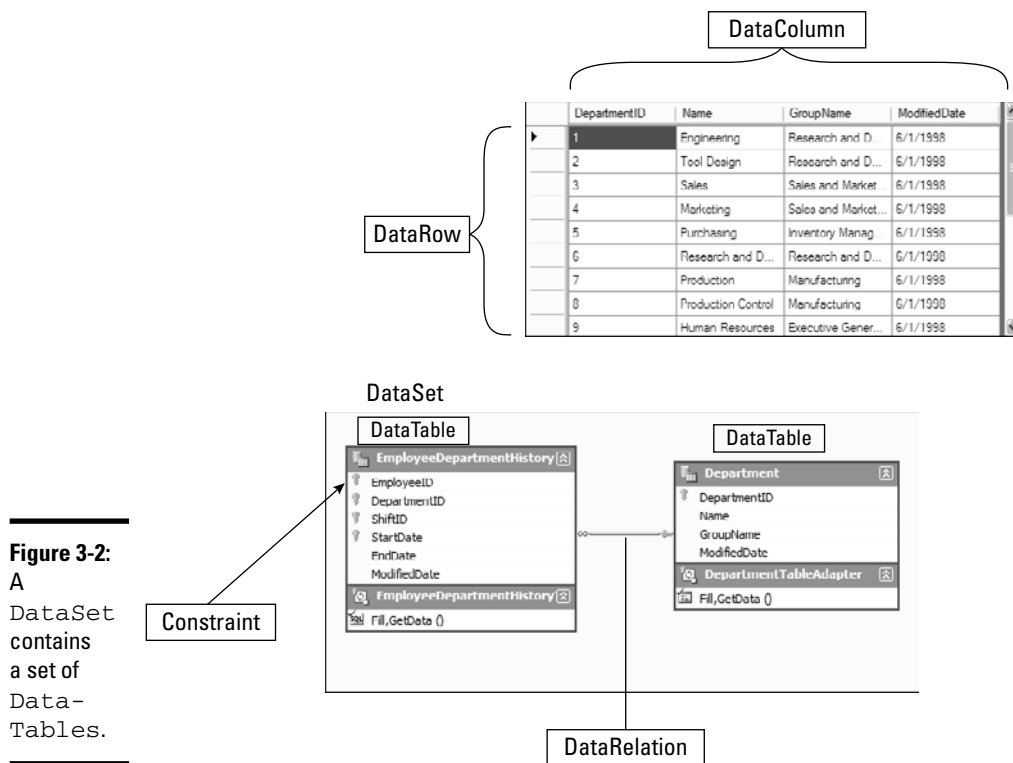 DataColumn
DepartmentID Name GroupName ModifiedDate
1 Engineering Research and D... 6/1/1998
2 Tool Design Research and D... 6/1/1998
3 Sales Sales and Market... 6/1/1998
4 Marketing Sales and Market... 6/1/1998
5 Purchasing Inventory Manag... 6/1/1998
6 Research and D... Research and D... 6/1/1998
7 Production Manufacturing 6/1/1998
8 Production Control Manufacturing 6/1/1998
9 Human Resources Executive Gener... 6/1/1998
DataRow
DataSet
DataTable
EmployeeDepartmentHistory
EmployeeID
DepartmentID
ShiftID
StartDate
EndDate
ModifiedDate
EmployeeDepartmentHistory
SQL Fill,GetData ()
DataTable
Department
DepartmentID
Name
GroupName
ModifiedDate
DepartmentTableAdapter
Fill,GetData ()
Constraint
DataRelation
Figure 3-2:
A
DataSet
contains
a set of
Data-
Tables.